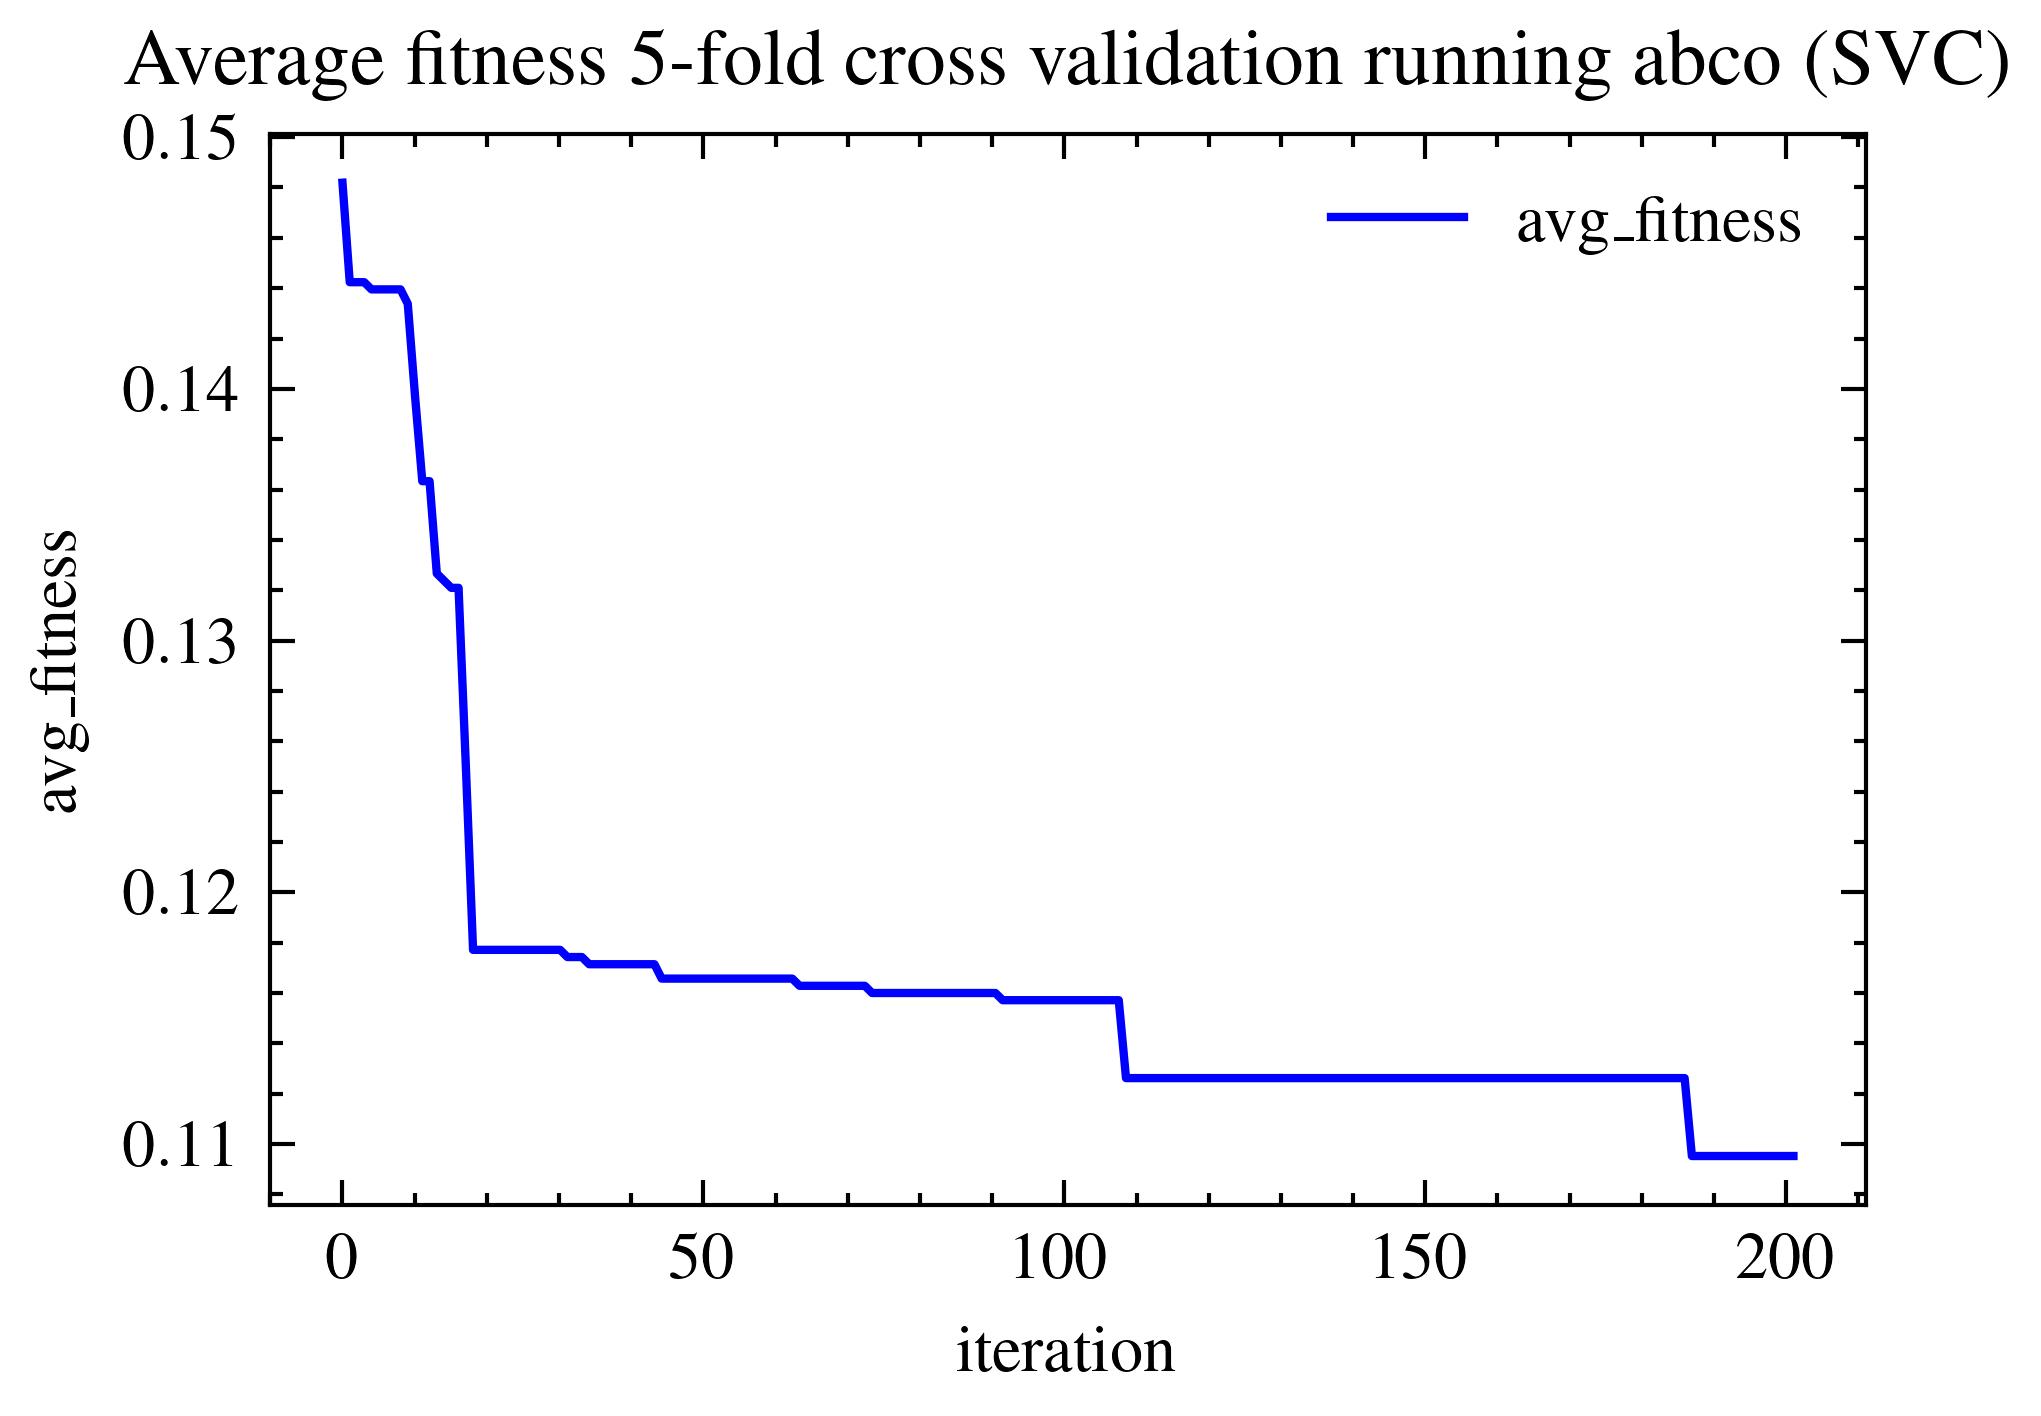 Average fitness 5-fold cross validation running abco (SVC)
0.15
0.14
0.13
0.12
0.11
avg_fitness
avg_fitness
0 50 100 150 200
iteration